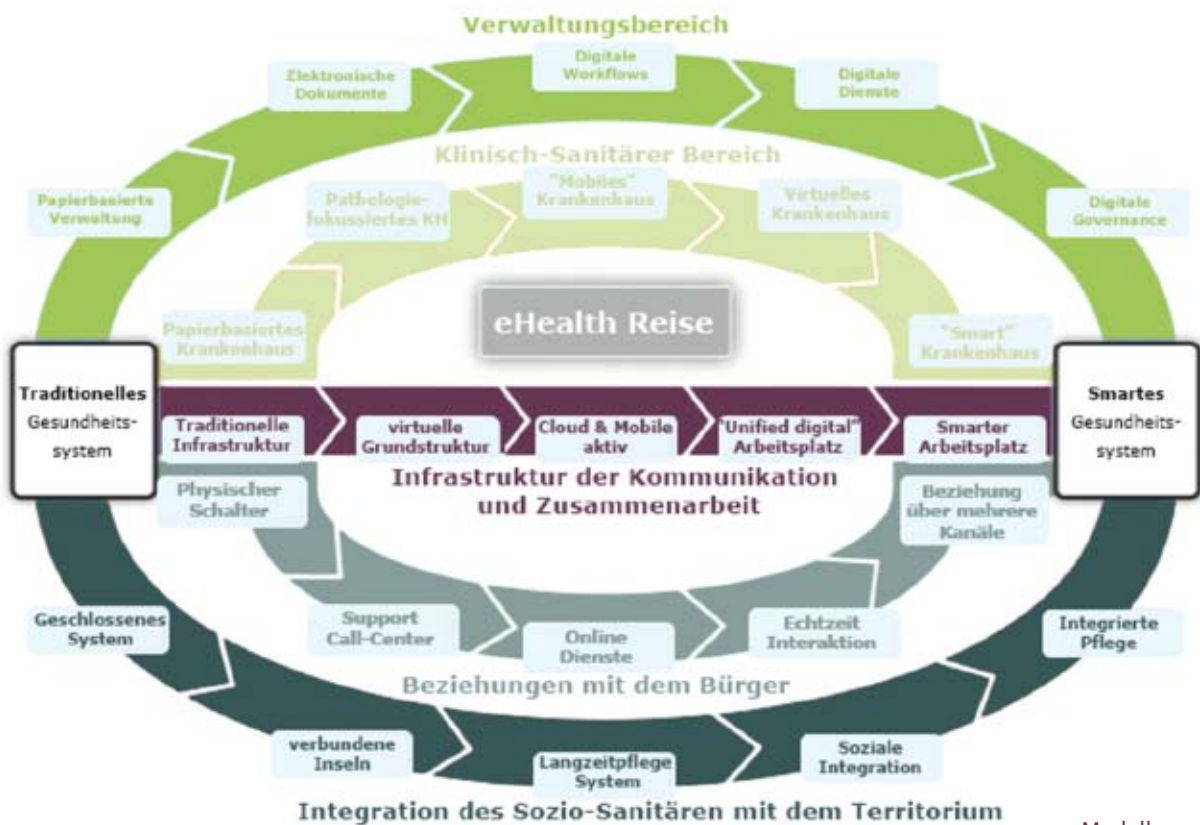 Verwaltungsbereich
Digitale
Workflows
Elektronische
Dokumente
Digitale
Dienste
Papierbasierte
Verwaltung
Digitale
Governance
Klinisch-Sanitärer Bereich
Pathologie-
fukussiertes KH
"Mobiles"
Krankenhaus
Virtuelles
Krankenhaus
Papierbasiertes
Krankenhaus
"Smart"
Krankenhaus
eHealth Reise
Traditionelles
Gesundheits-
system
Smartes
Gesundheits-
system
Traditionelle
Infrastruktur
virtuelle
Grundstruktur
Cloud & Mobile
aktiv
"Unified digital"
Arbeitsplatz
Smarter
Arbeitsplatz
Infrastruktur der Kommunikation
und Zusammenarbeit
Physischer
Schalter
Support
Call-Center
Online
Dienste
Echtzeit
Interaktion
Beziehung
über mehrere
Kanäle
Beziehungen mit dem Bürger
Geschlossenes
System
verbundene
Inseln
Langzeitpflege
System
Soziale
Integration
Integrierte
Pflege
Integration des Sozio-Sanitären mit dem Territorium